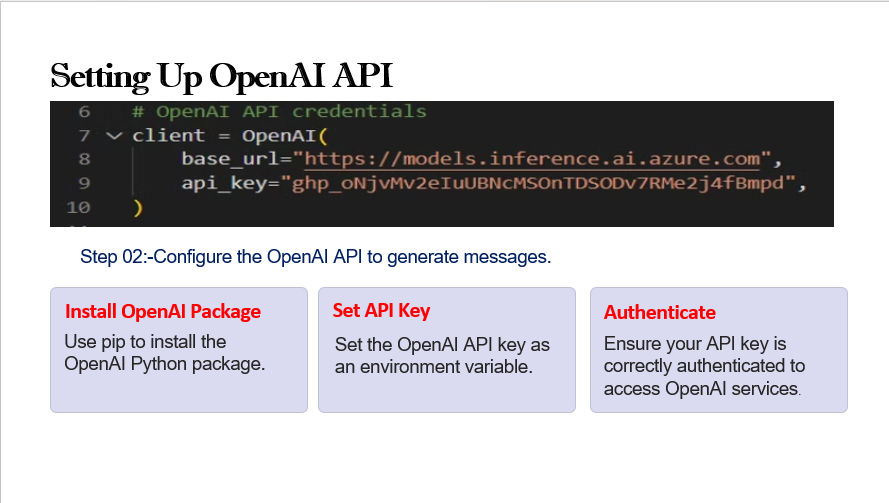 Setting Up OpenAI API
6 # OpenAI API credentials
7 client = OpenAI(
8 base_url="https://models.inference.ai.azure.com",
9 api_key="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",
10 )
Step 02:-Configure the OpenAI API to generate messages.
Install OpenAI Package
Use pip to install the
OpenAI Python package.
Set API Key
Set the OpenAI API key as
an environment variable.
Authenticate
Ensure your API key is
correctly authenticated to
access OpenAI services.